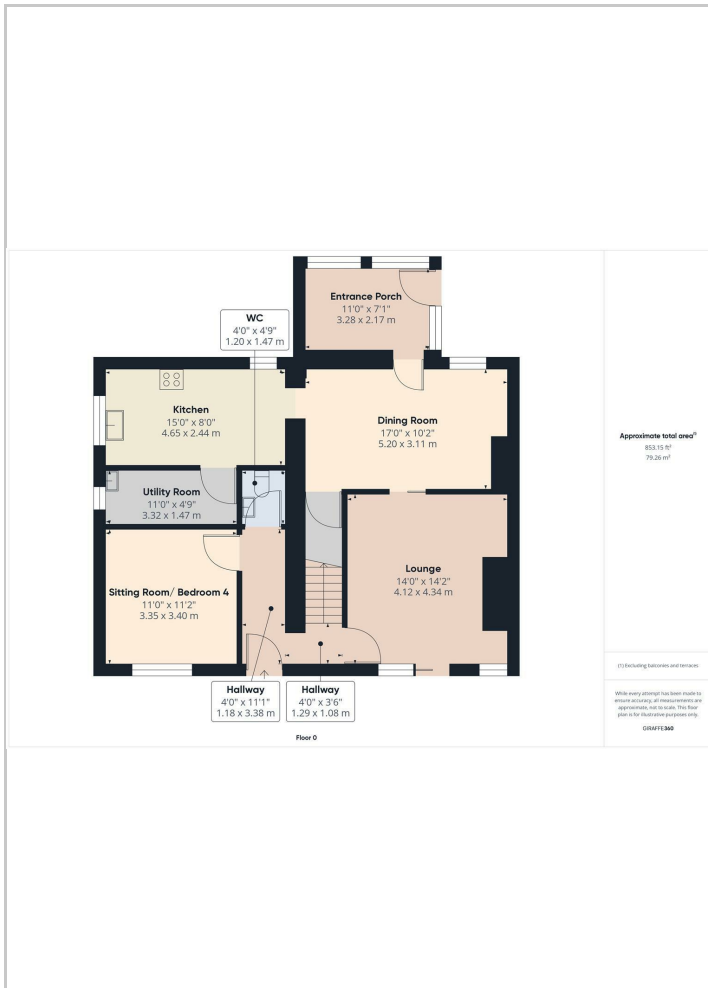 Entrance Porch
11'0" x 7'1"
3.28 x 2.17 m
WC
4'0" x 4'9"
1.20 x 1.47 m
Kitchen
15'0" x 8'0"
4.65 x 2.44 m
Dining Room
17'0" x 10'2"
5.20 x 3.11 m
Utility Room
11'0" x 4'9"
3.32 x 1.47 m
Sitting Room/ Bedroom 4
11'0" x 11'2"
3.35 x 3.40 m
Lounge
14'0" x 14'2"
4.12 x 4.34 m
Hallway
4'0" x 11'1"
1.18 x 3.38 m
Hallway
4'0" x 3'6"
1.29 x 1.08 m
Floor 0
Approximate total area⁽¹⁾
853.15 ft²
79.26 m²
(1) Excluding balconies and terraces
While every attempt has been made to
ensure accuracy, all measurements are
approximate, not to scale. This floor
plan is for illustrative purposes only.
GIRAFFE360